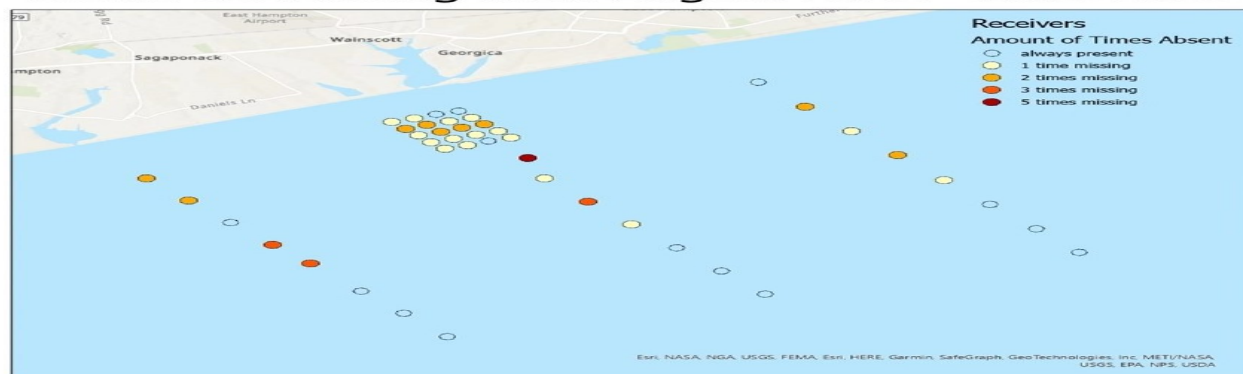 79
East Hampton
Airport
Wainscott
Georgica
Sagaponack
mpton
Daniels Ln
Receivers
Amount of Times Absent
always present
1 time missing
2 times missing
3 times missing
5 times missing
Esri, NASA, NGA, USGS, FEMA, Esri, HERE, Garmin, SafeGraph, GeoTechnologies, Inc, METI/NASA,
USGS, EPA, NPS, USDA